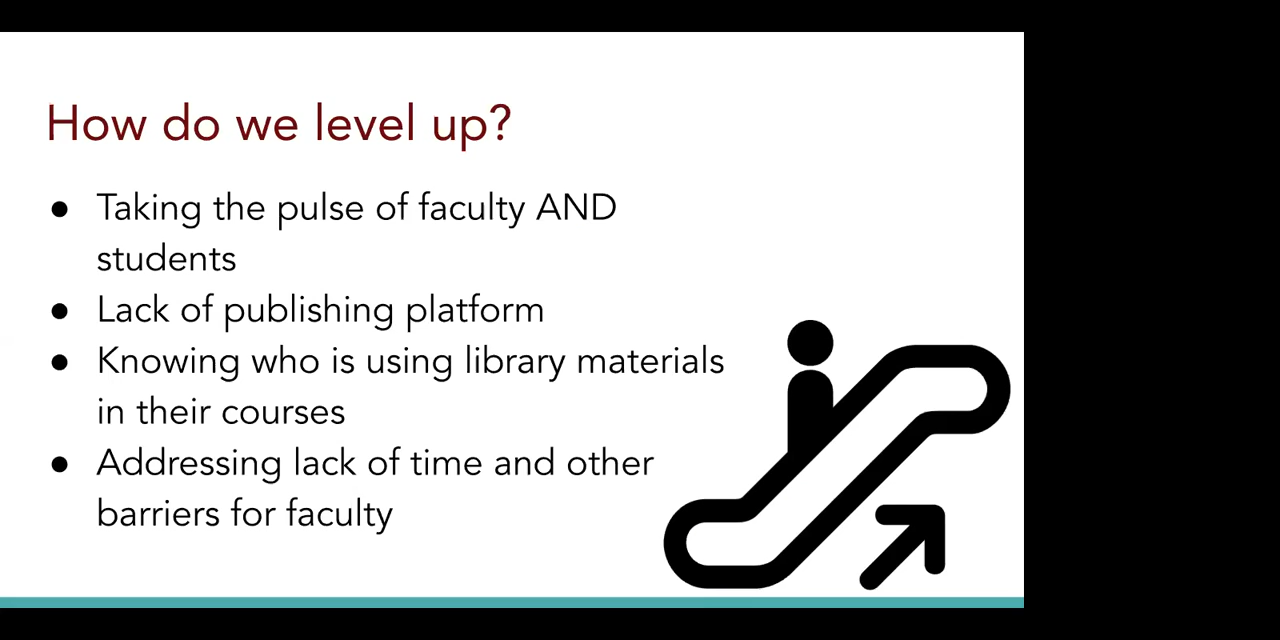 How do we level up?
● Taking the pulse of faculty AND
students
● Lack of publishing platform
● Knowing who is using library materials
in their courses
● Addressing lack of time and other
barriers for faculty